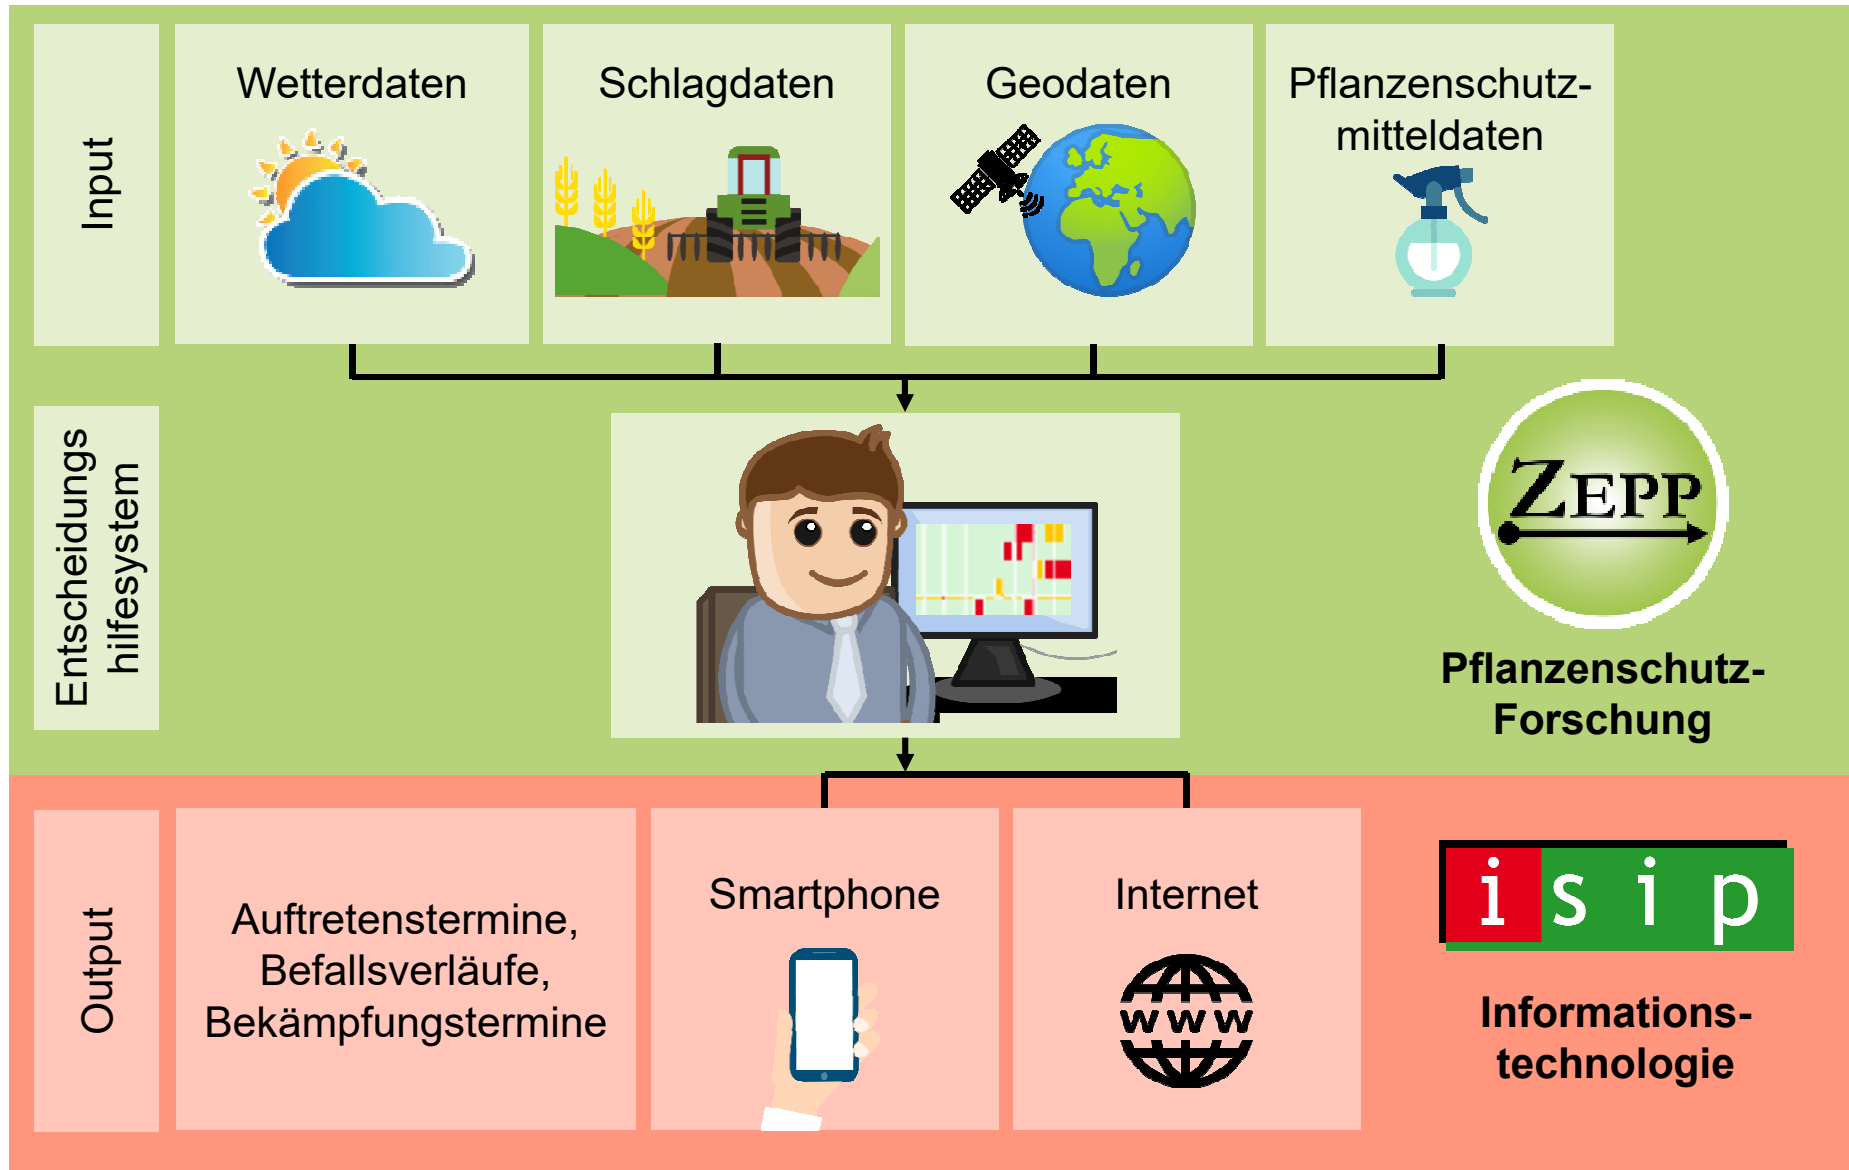 Input
Wetterdaten
Schlagdaten
Geodaten
Pflanzenschutz-
mitteldaten
Entscheidungs
hilfesystem
ZEPP
Pflanzenschutz-
Forschung
Output
Auftretenstermine,
Befallsverläufe,
Bekämpfungstermine
Smartphone
Internet
www
isip
Informations-
technologie